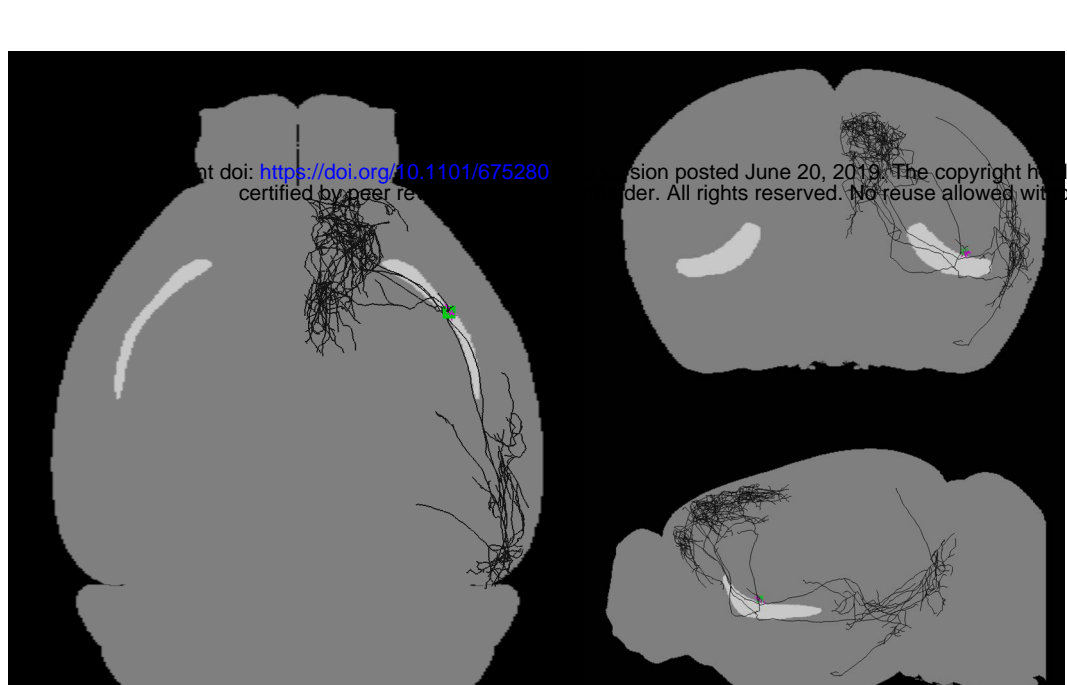 nt doi: https://doi.org/10.1101/675280 sion posted June 20, 2019. The copyright h
certified by peer re der. All rights reserved. No reuse allowed wit